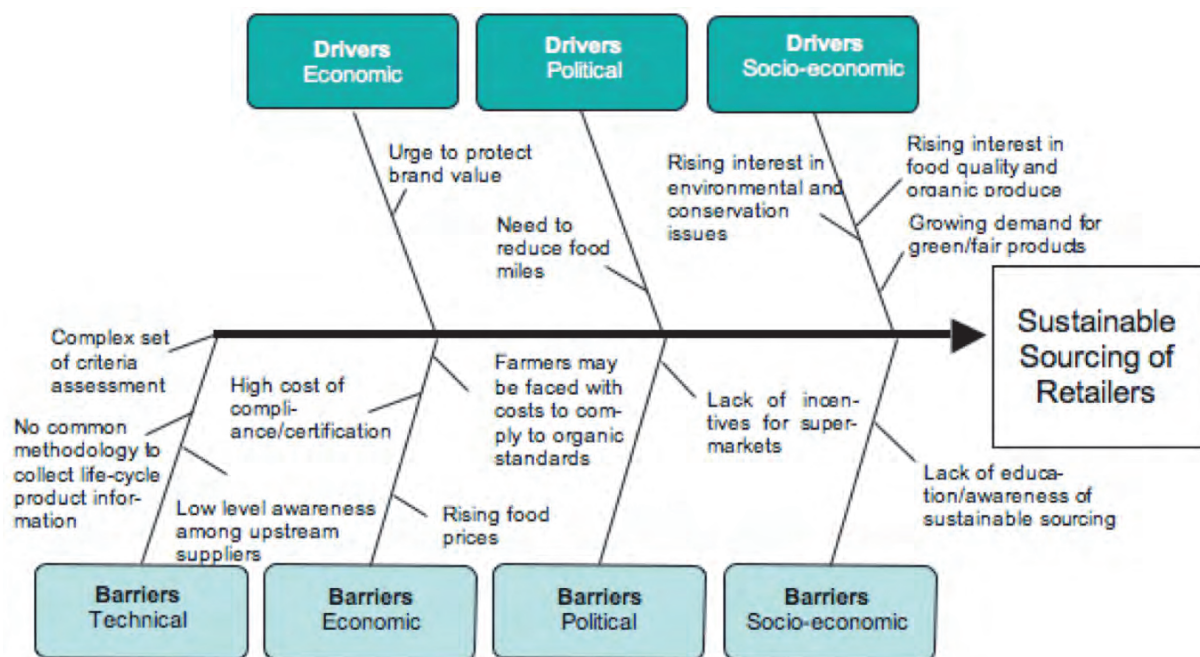 Drivers
Economic
Drivers
Political
Drivers
Socio-economic
Urge to protect
brand value
Need to
reduce food
miles
Rising interest in
environmental and
conservation
issues
Rising interest in
food quality and
organic produce
Growing demand for
green/fair products
Sustainable
Sourcing of
Retailers
Complex set
of criteria
assessment
No common
methodology to
collect life-cycle
product infor-
mation
Low level awareness
among upstream
suppliers
High cost of
compli-
ance/certification
Rising food
prices
Farmers may
be faced with
costs to com-
ply to organic
standards
Lack of incen-
tives for super-
markets
Lack of educa-
tion/awareness of
sustainable sourcing
Barriers
Technical
Barriers
Economic
Barriers
Political
Barriers
Socio-economic